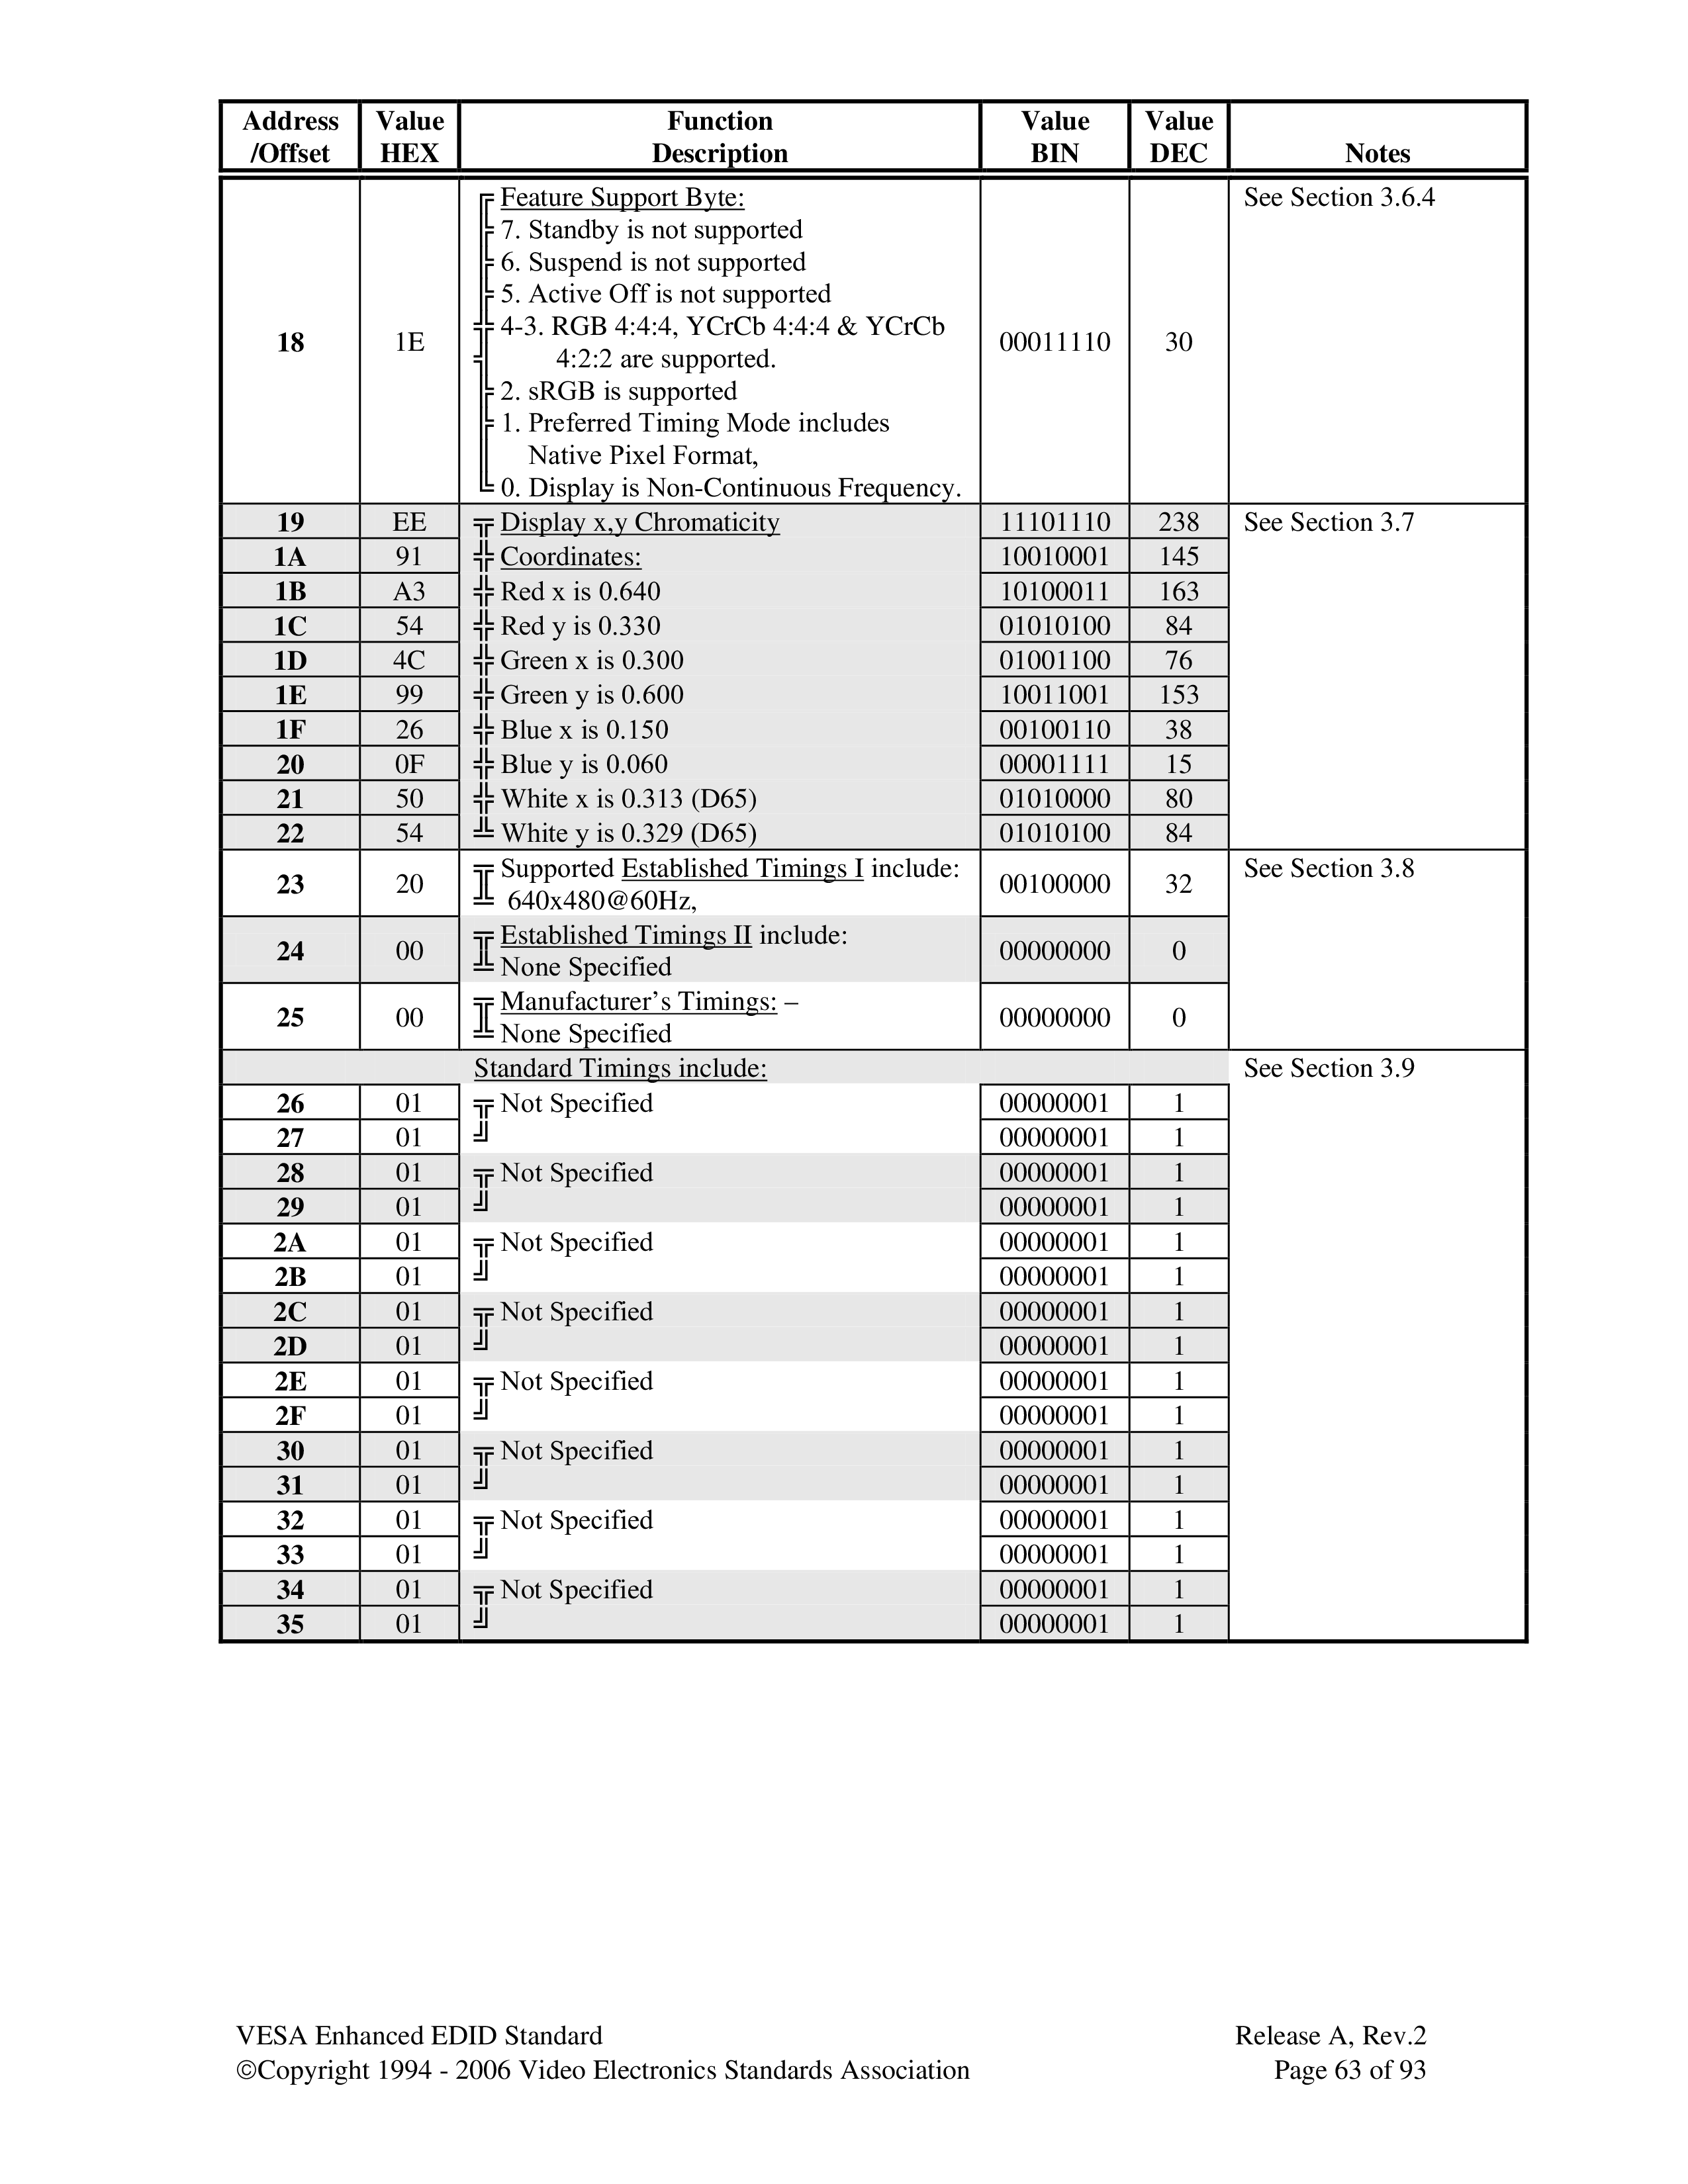 Address /Offset Value HEX Function Description Value BIN Value DEC Notes
18 1E Feature Support Byte: 00011110 30 See Section 3.6.4
7. Standby is not supported
6. Suspend is not supported
5. Active Off is not supported
4-3. RGB 4:4:4, YCrCb 4:4:4 & YCrCb
4:2:2 are supported.
2. sRGB is supported
1. Preferred Timing Mode includes
Native Pixel Format,
0. Display is Non-Continuous Frequency.
19 EE Display x,y Chromaticity 11101110 238 See Section 3.7
1A 91 Coordinates: 10010001 145
1B A3 Red x is 0.640 10100011 163
1C 54 Red y is 0.330 01010100 84
1D 4C Green x is 0.300 01001100 76
1E 99 Green y is 0.600 10011001 153
1F 26 Blue x is 0.150 00100110 38
20 0F Blue y is 0.060 00001111 15
21 50 White x is 0.313 (D65) 01010000 80
22 54 White y is 0.329 (D65) 01010100 84
23 20 Supported Established Timings I include: 00100000 32 See Section 3.8
640x480@60Hz,
24 00 Established Timings II include: 00000000 0
None Specified
25 00 Manufacturer’s Timings: – 00000000 0
None Specified
Standard Timings include: See Section 3.9
26 01 Not Specified 00000001 1
27 01 00000001 1
28 01 Not Specified 00000001 1
29 01 00000001 1
2A 01 Not Specified 00000001 1
2B 01 00000001 1
2C 01 Not Specified 00000001 1
2D 01 00000001 1
2E 01 Not Specified 00000001 1
2F 01 00000001 1
30 01 Not Specified 00000001 1
31 01 00000001 1
32 01 Not Specified 00000001 1
33 01 00000001 1
34 01 Not Specified 00000001 1
35 01 00000001 1
VESA Enhanced EDID Standard Release A, Rev.2
©Copyright 1994 - 2006 Video Electronics Standards Association Page 63 of 93